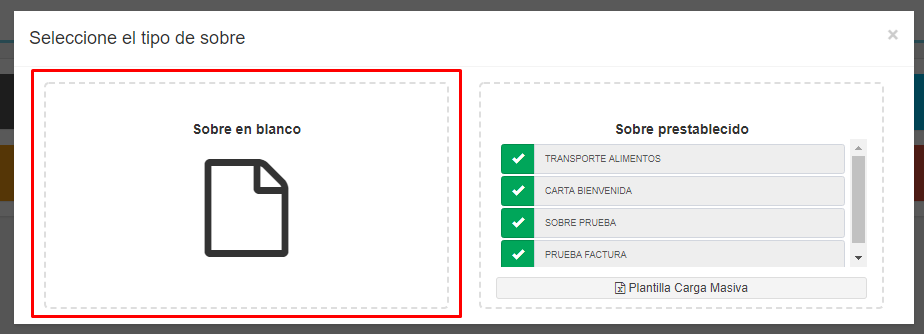 Seleccione el tipo de sobre
×
Sobre en blanco
Sobre prestablecido
TRANSPORTE ALIMENTOS
CARTA BIENVENIDA
SOBRE PRUEBA
PRUEBA FACTURA
Plantilla Carga Masiva